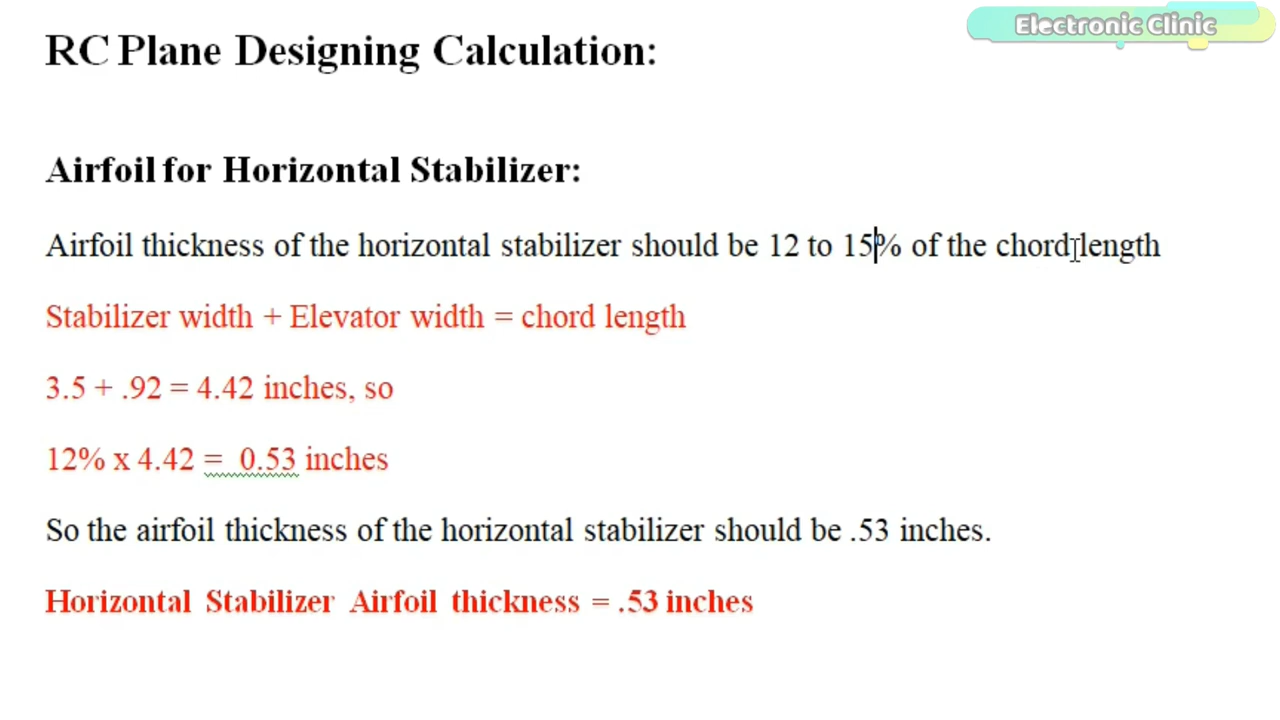 Electronic Clinic
RC Plane Designing Calculation:
Airfoil for Horizontal Stabilizer:
Airfoil thickness of the horizontal stabilizer should be 12 to 15% of the chord length
Stabilizer width + Elevator width = chord length
3.5 + .92 = 4.42 inches, so
12% x 4.42 = 0.53 inches
So the airfoil thickness of the horizontal stabilizer should be .53 inches.
Horizontal Stabilizer Airfoil thickness = .53 inches